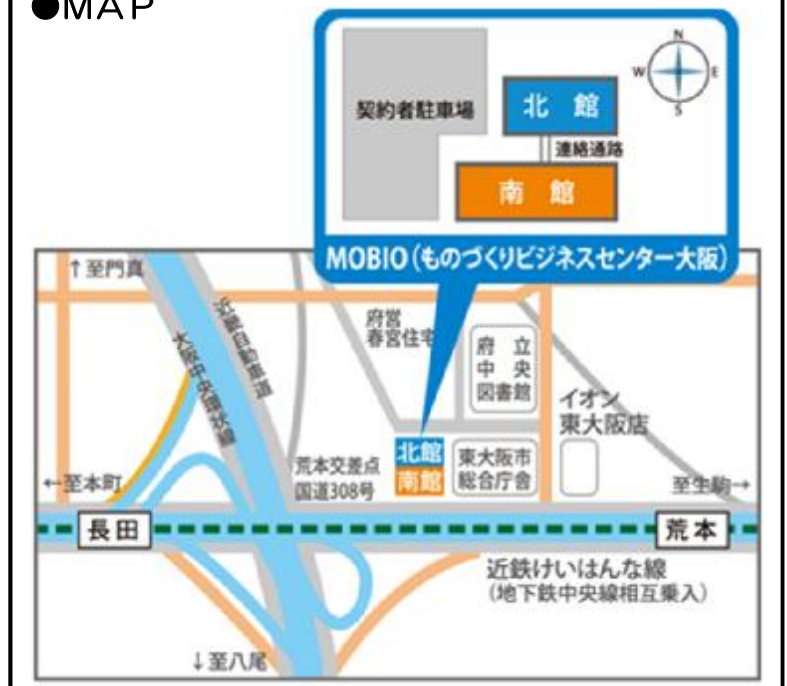 ●MAP
N
W
E
S
契約者駐車場
北 館
連絡通路
南 館
MOBIO（ものづくりビジネスセンター大阪）
↑至門真
近畿自動車道
大阪中央環状線
府営
春宮住宅
府 立
中 央
図書館
イオン
東大阪店
北館
南館
東大阪市
総合庁舎
荒本交差点
国道308号
←至本町
至生駒→
長田
荒本
近鉄けいはんな線
（地下鉄中央線相互乗入）
↓至八尾